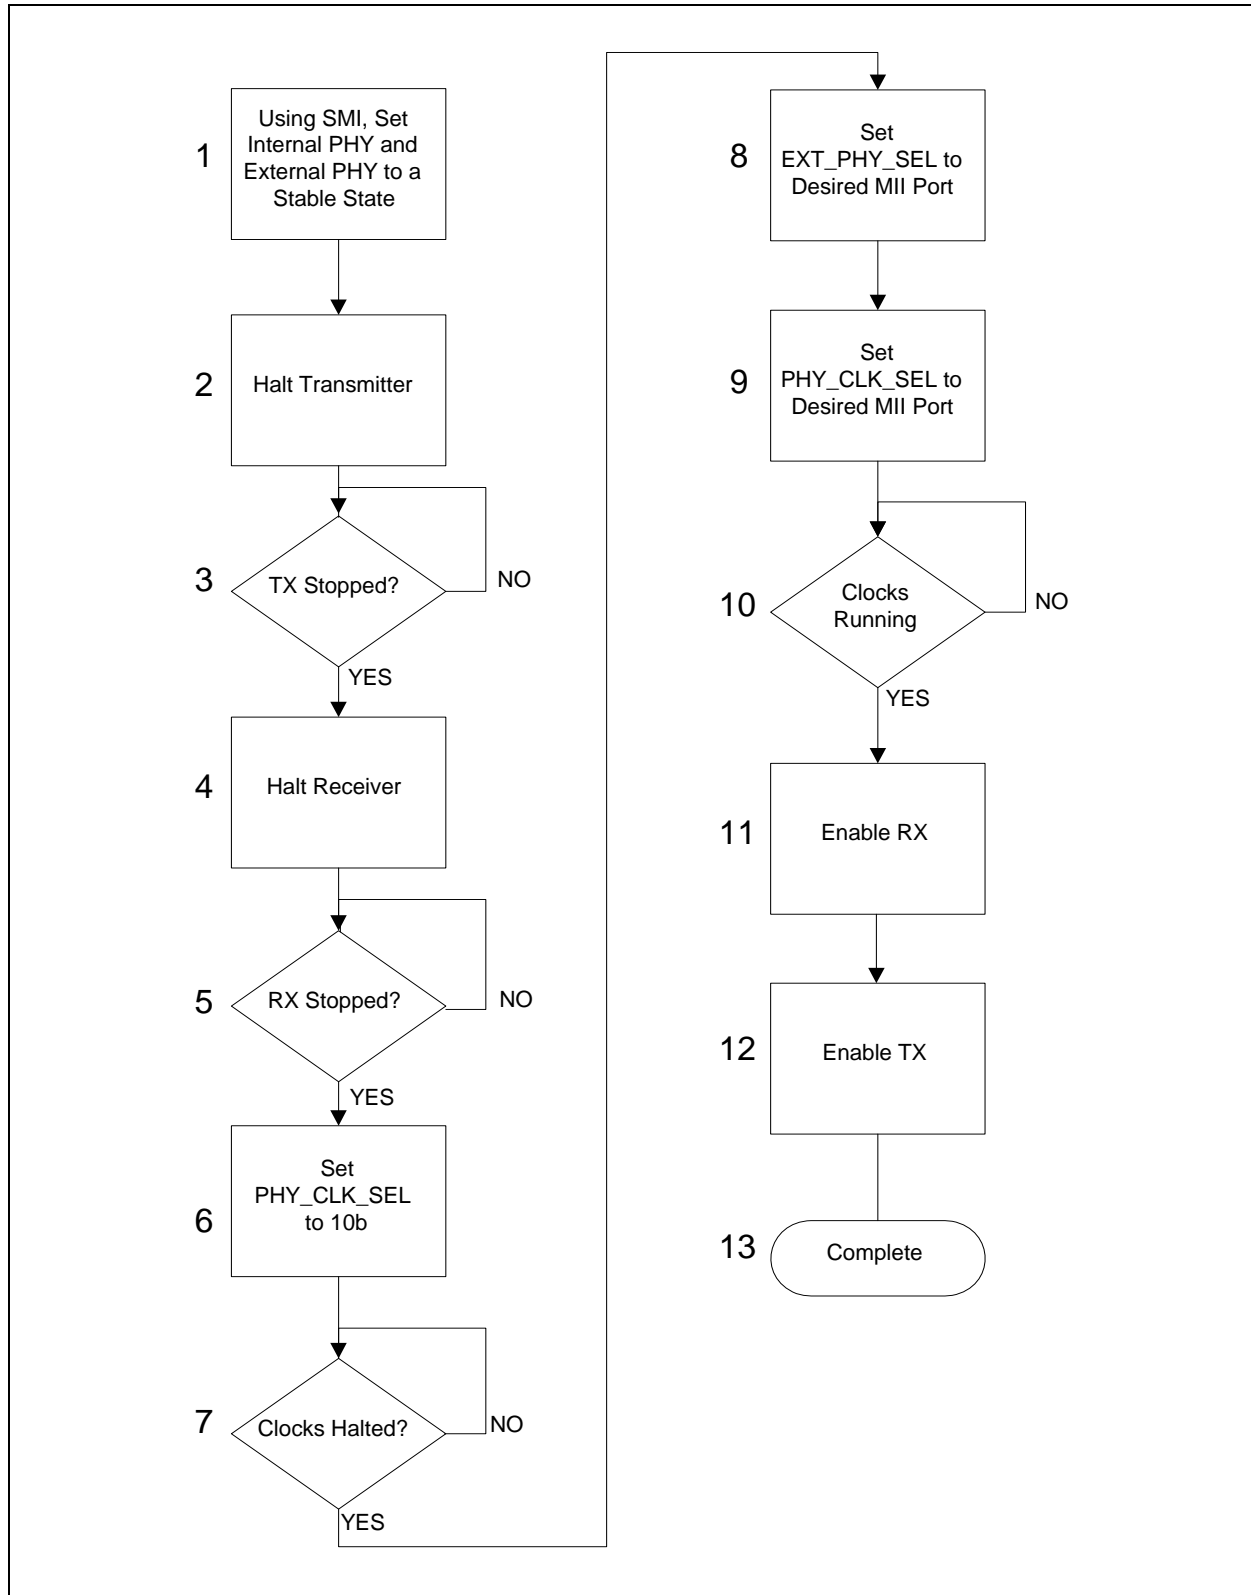 1
Using SMI, Set
Internal PHY and
External PHY to a
Stable State
2
Halt Transmitter
3
TX Stopped?
NO
YES
4
Halt Receiver
5
RX Stopped?
NO
YES
6
Set
PHY_CLK_SEL
to 10b
7
Clocks Halted?
NO
YES
8
Set
EXT_PHY_SEL to
Desired MII Port
9
Set
PHY_CLK_SEL to
Desired MII Port
10
Clocks
Running
NO
YES
11
Enable RX
12
Enable TX
13
Complete